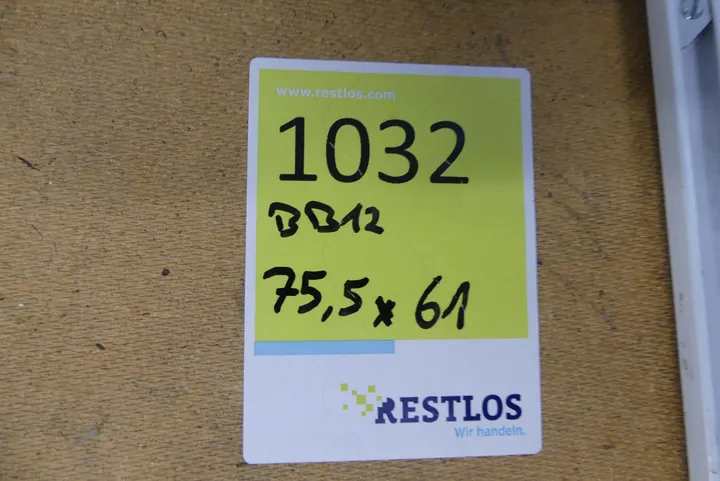 www.restlos.com
1032
BB12
75,5 x 61
RESTLOS
Wir handeln.